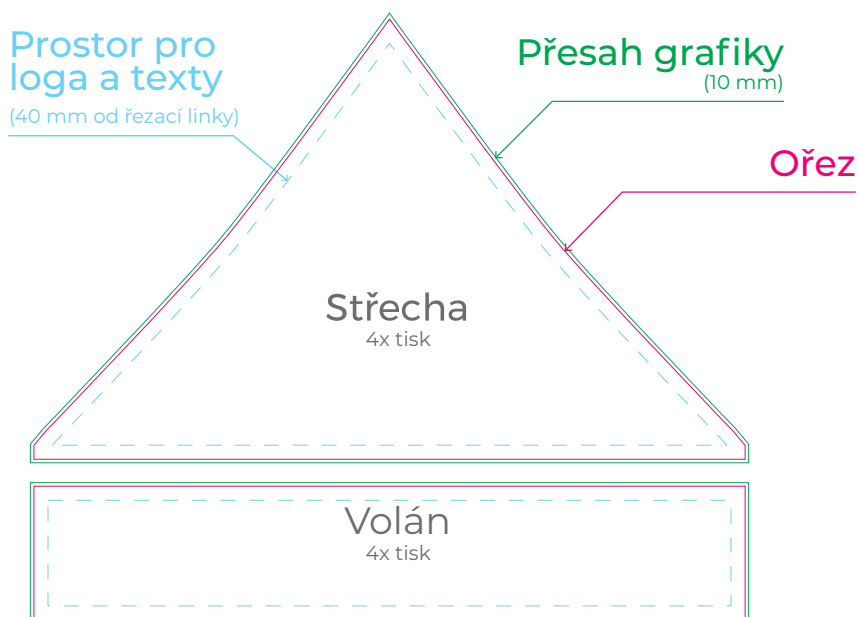 Prostor pro
loga a texty
(40 mm od řezací linky)
Přesah grafiky
(10 mm)
Ořez
Střecha
4x tisk
Volán
4x tisk